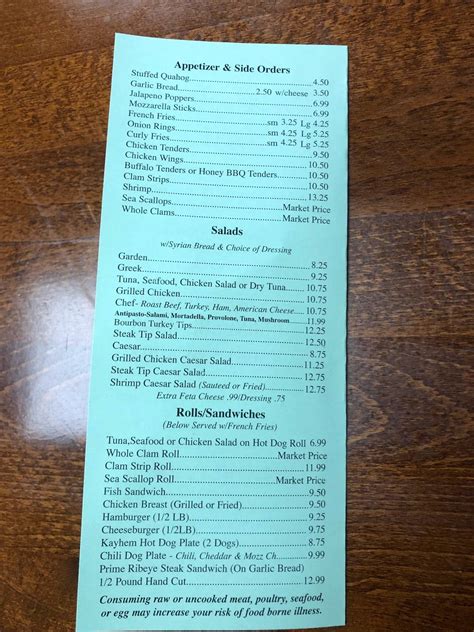 Appetizer & Side Orders
Stuffed Quahog....4.50
Garlic Bread....2.50 w/cheese 3.50
Jalapeno Poppers....6.99
Mozzarella Sticks....6.99
French Fries....sm 3.25 Lg 4.25
Onion Rings....sm 4.25 Lg 5.25
Curly Fries....sm 4.25 Lg 5.25
Chicken Tenders....9.50
Chicken Wings....10.50
Buffalo Tenders or Honey BBQ Tenders....10.50
Clam Strips....10.50
Shrimp....13.25
Sea Scallops....Market Price
Whole Clams....Market Price
Salads
w/Syrian Bread & Choice of Dressing
Garden....8.25
Greek....9.25
Tuna, Seafood, Chicken Salad or Dry Tuna....10.75
Grilled Chicken....10.75
Chef- Roast Beef, Turkey, Ham, American Cheese....10.75
Antipasto-Salami, Mortadella, Provolone, Tuna, Mushroom....11.99
Bourbon Turkey Tips....12.25
Steak Tip Salad....12.50
Caesar....8.75
Grilled Chicken Caesar Salad....11.25
Steak Tip Caesar Salad....12.75
Shrimp Caesar Salad (Sauteed or Fried)....12.75
Extra Feta Cheese .99/Dressing .75
Rolls/Sandwiches
(Below Served w/French Fries)
Tuna,Seafood or Chicken Salad on Hot Dog Roll 6.99
Whole Clam Roll....Market Price
Clam Strip Roll....11.99
Sea Scallop Roll....Market Price
Fish Sandwich....9.50
Chicken Breast (Grilled or Fried)....9.50
Hamburger (1/2 LB)....9.25
Cheeseburger (1/2LB)....9.75
Kayhem Hot Dog Plate (2 Dogs)....8.75
Chili Dog Plate - Chili, Cheddar & Mozz Ch....9.99
Prime Ribeye Steak Sandwich (On Garlic Bread)
1/2 Pound Hand Cut....12.99
Consuming raw or uncooked meat, poultry, seafood,
or egg may increase your risk of food borne illness.